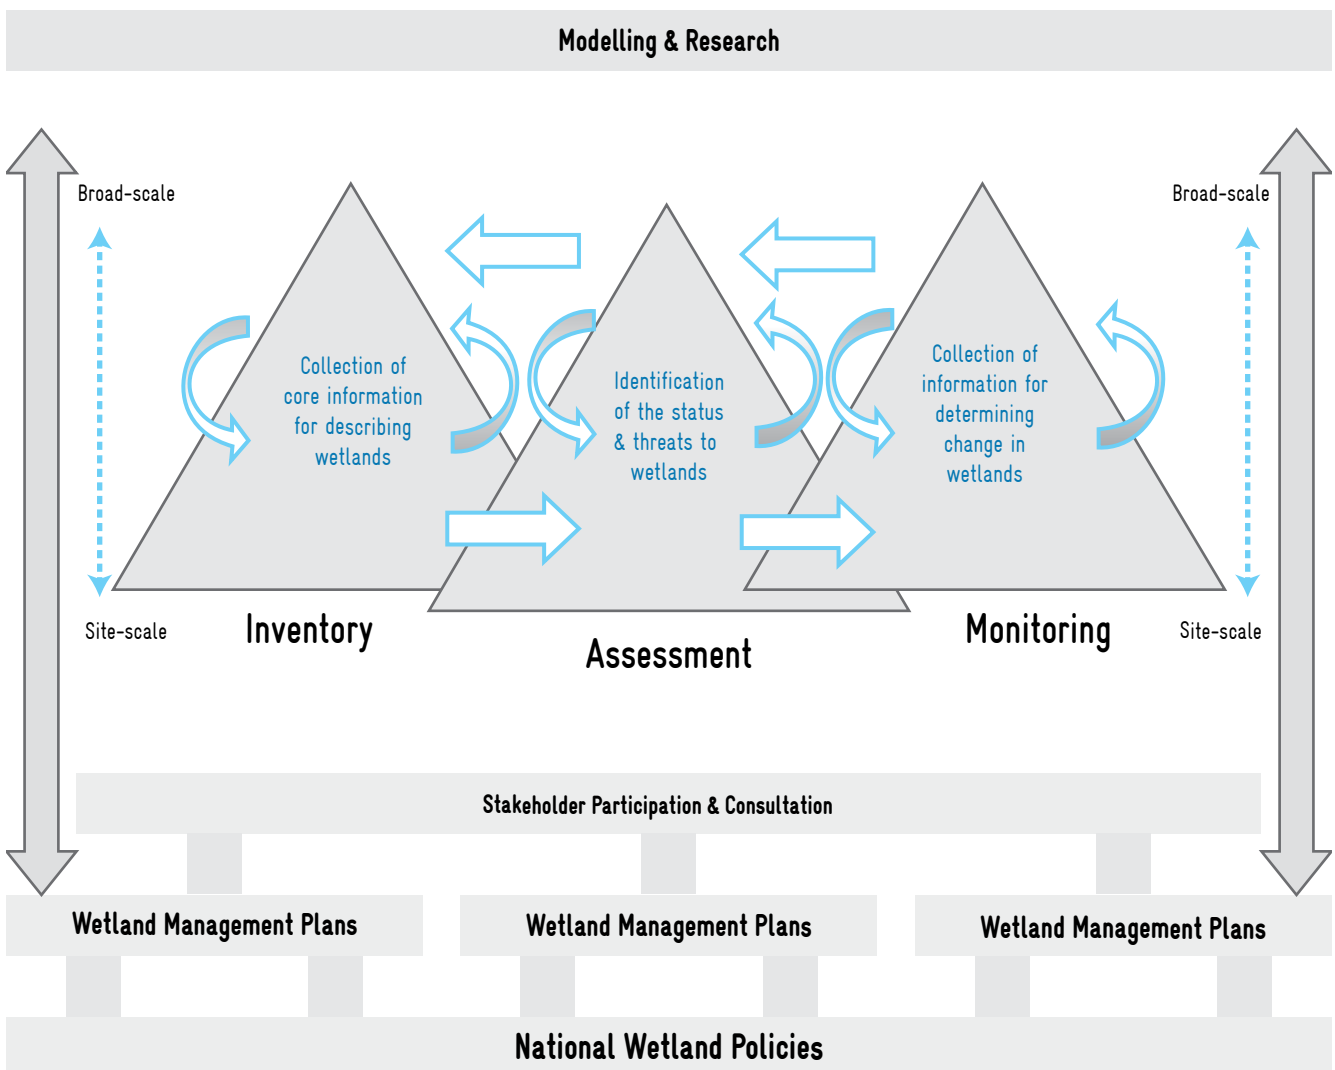 Modelling & Research
Broad-scale
Broad-scale
Collection of
core information
for describing
wetlands
Identification
of the status
& threats to
wetlands
Collection of
information for
determining
change in
wetlands
Site-scale
Inventory
Assessment
Monitoring
Site-scale
Stakeholder Participation & Consultation
Wetland Management Plans
Wetland Management Plans
Wetland Management Plans
National Wetland Policies